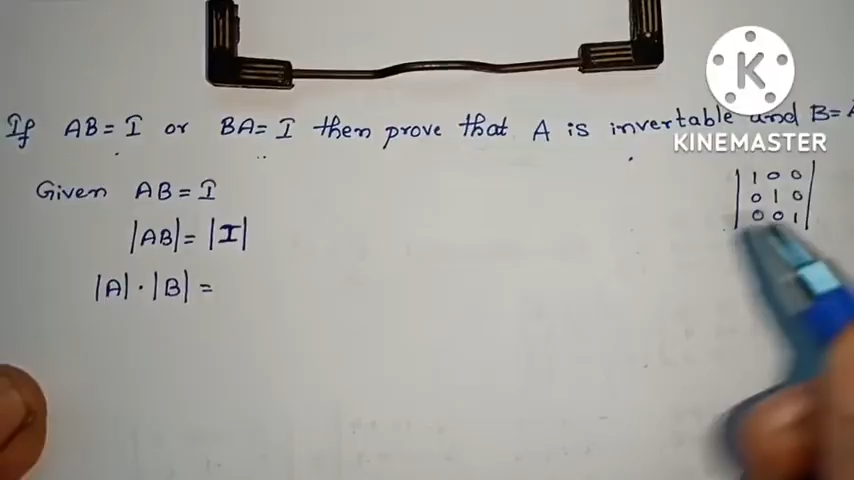 If AB = I or BA = I then prove that A is invertable and B =
Given AB = I
|AB| = |I|
|A| · |B| =
1 0 0
0 1 0
0 0 1
K
KINEMASTER